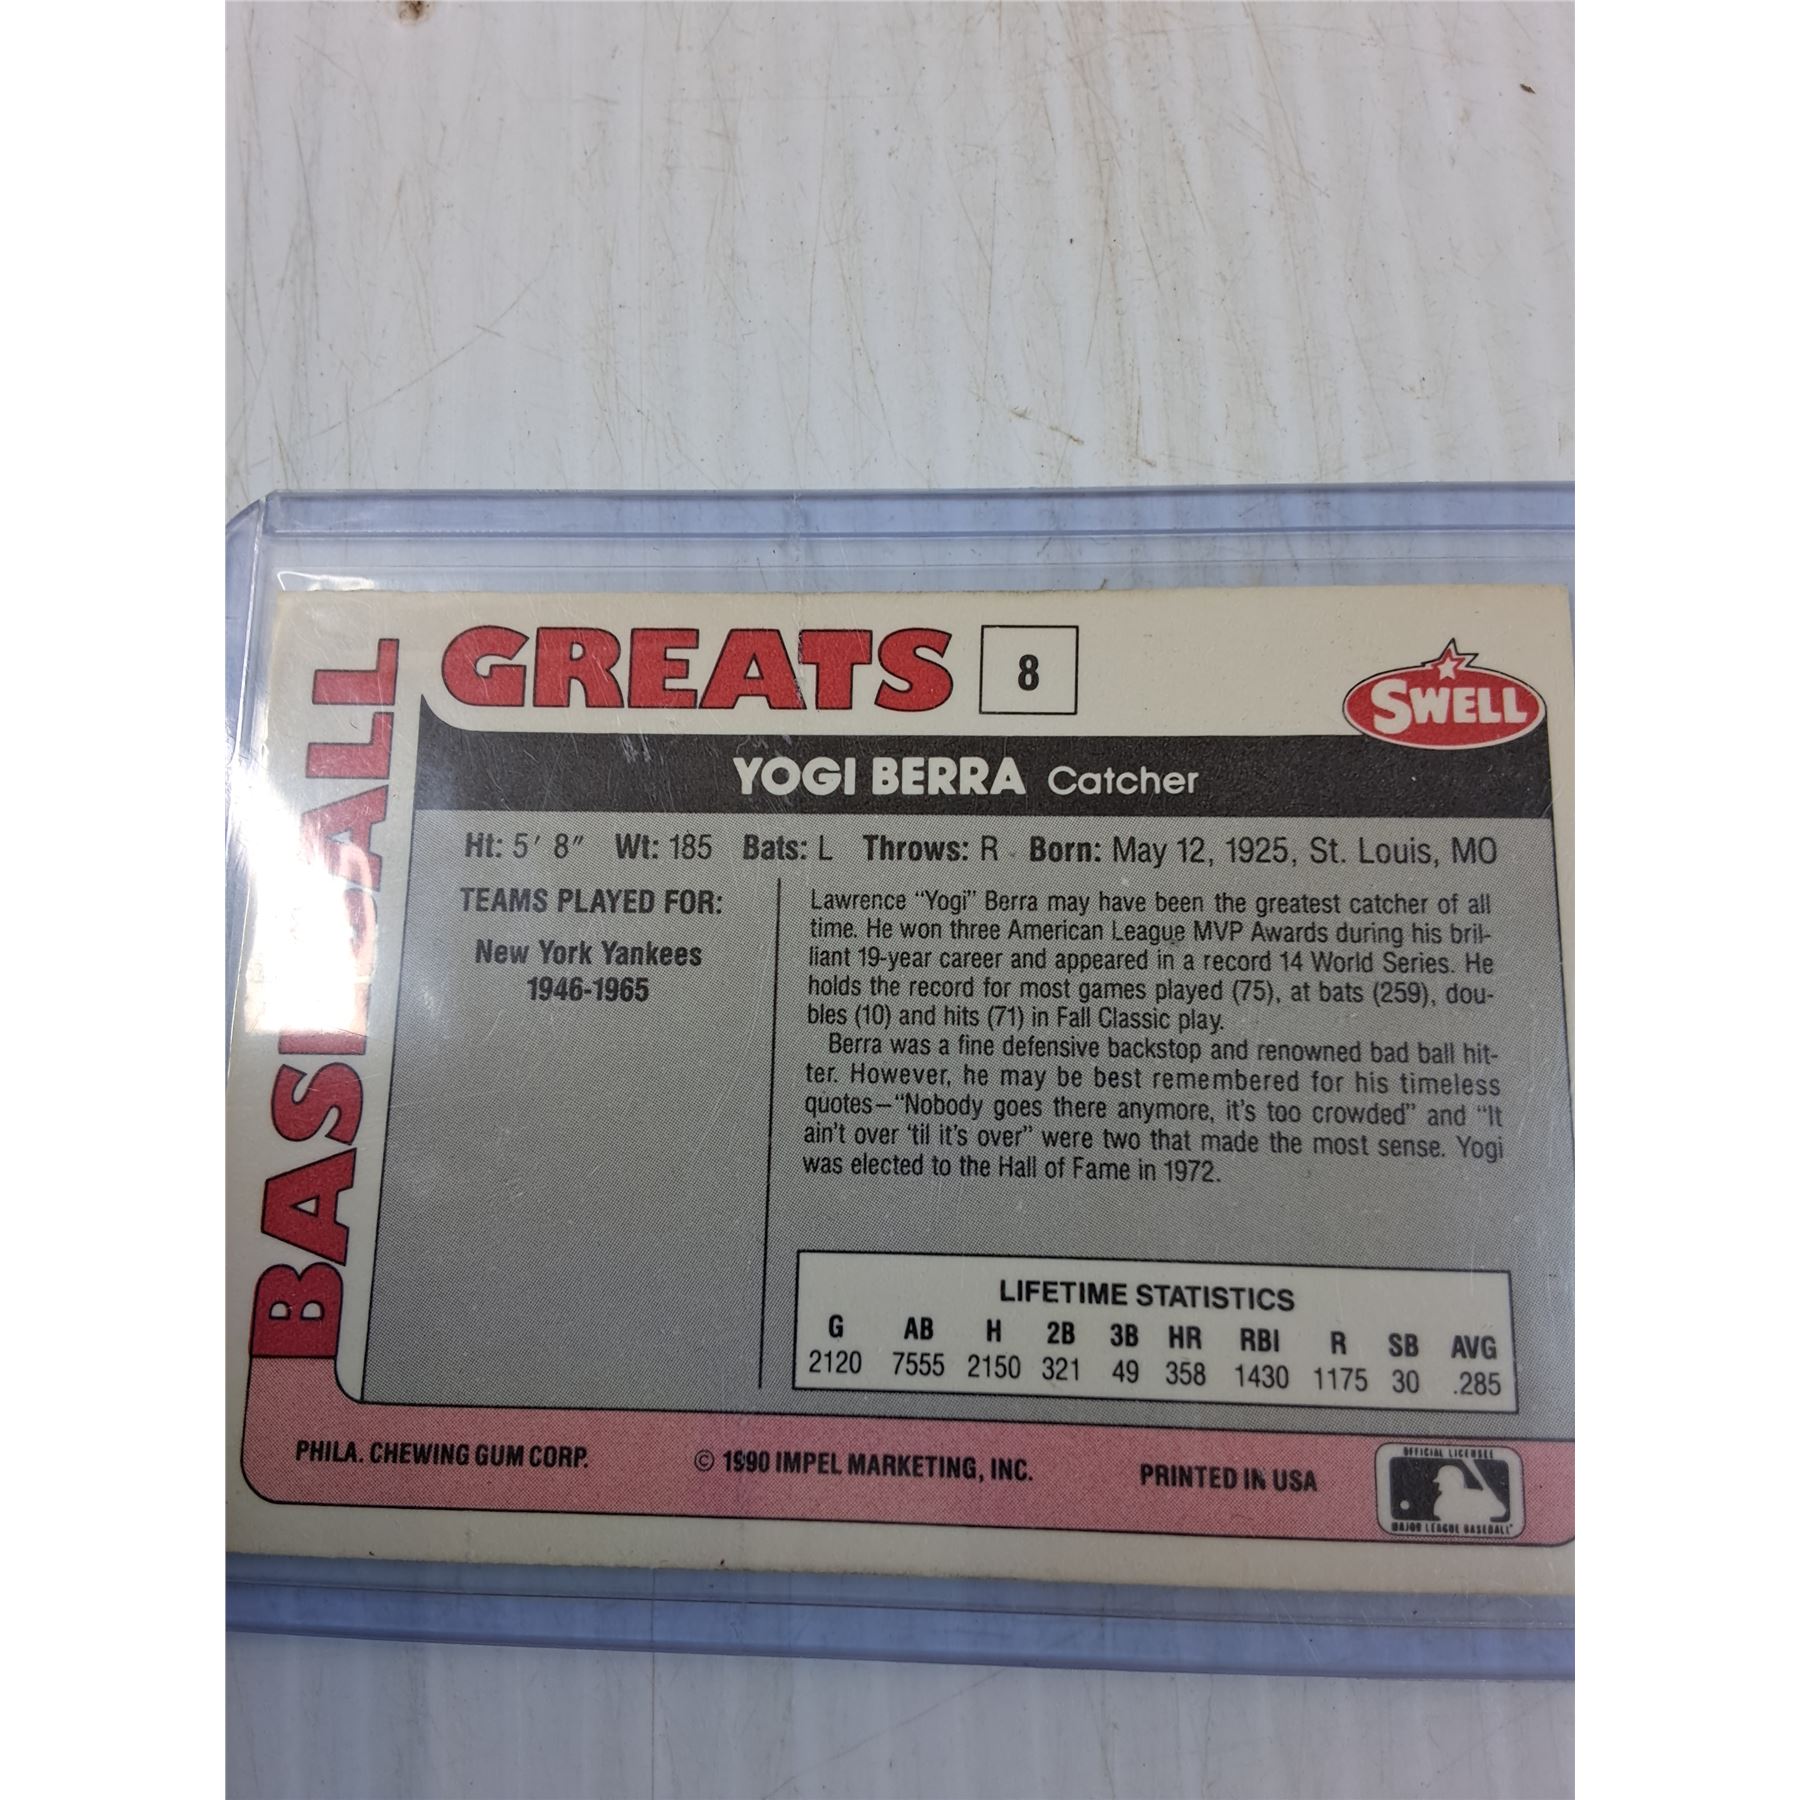 BASEBALL
GREATS 8
SWELL
YOGI BERRA Catcher
Ht: 5′ 8″ Wt: 185 Bats: L Throws: R Born: May 12, 1925, St. Louis, MO
TEAMS PLAYED FOR:
New York Yankees
1946-1965
Lawrence “Yogi” Berra may have been the greatest catcher of all
time. He won three American League MVP Awards during his bril-
liant 19-year career and appeared in a record 14 World Series. He
holds the record for most games played (75), at bats (259), dou-
bles (10) and hits (71) in Fall Classic play.
Berra was a fine defensive backstop and renowned bad ball hit-
ter. However, he may be best remembered for his timeless
quotes—“Nobody goes there anymore, it’s too crowded” and “It
ain’t over ‘til it’s over” were two that made the most sense. Yogi
was elected to the Hall of Fame in 1972.
LIFETIME STATISTICS
G AB H 2B 3B HR RBI R SB AVG
2120 7555 2150 321 49 358 1430 1175 30 .285
PHILA. CHEWING GUM CORP. © 1990 IMPEL MARKETING, INC. PRINTED IN USA
OFFICIAL LICENSEE
MAJOR LEAGUE BASEBALL